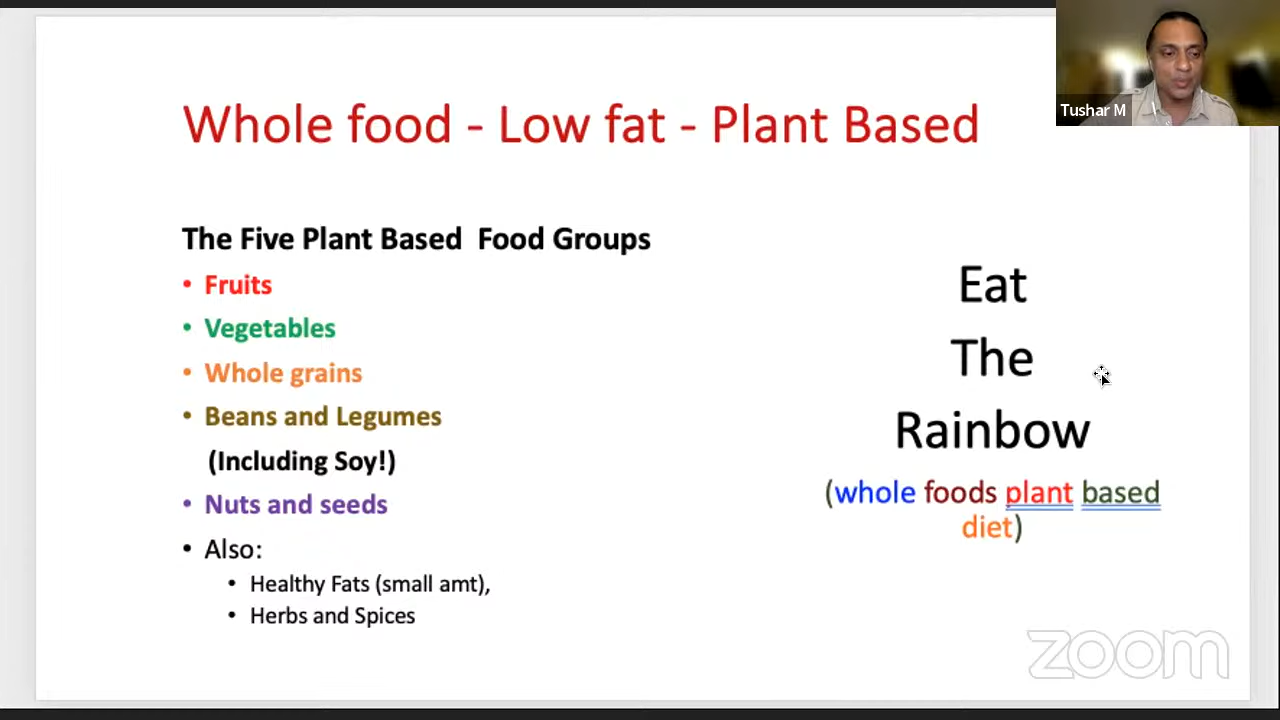 Whole food - Low fat - Plant Based
Tushar M
The Five Plant Based  Food Groups
• Fruits
• Vegetables
• Whole grains
• Beans and Legumes
(Including Soy!)
• Nuts and seeds
• Also:
• Healthy Fats (small amt),
• Herbs and Spices
Eat
The
Rainbow
(whole foods plant based
diet)
zoom